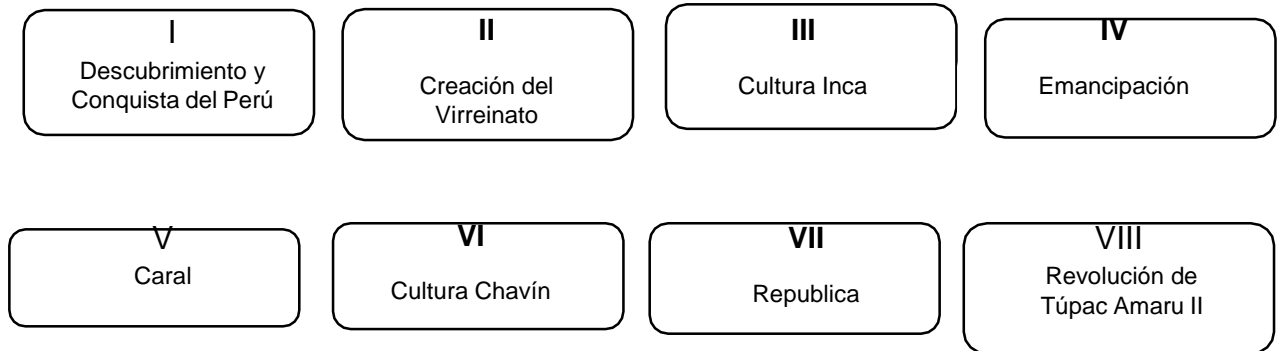 I
Descubrimiento y
Conquista del Perú
II
Creación del
Virreinato
III
Cultura Inca
IV
Emancipación
V
Caral
VI
Cultura Chavín
VII
Republica
VIII
Revolución de
Túpac Amaru II